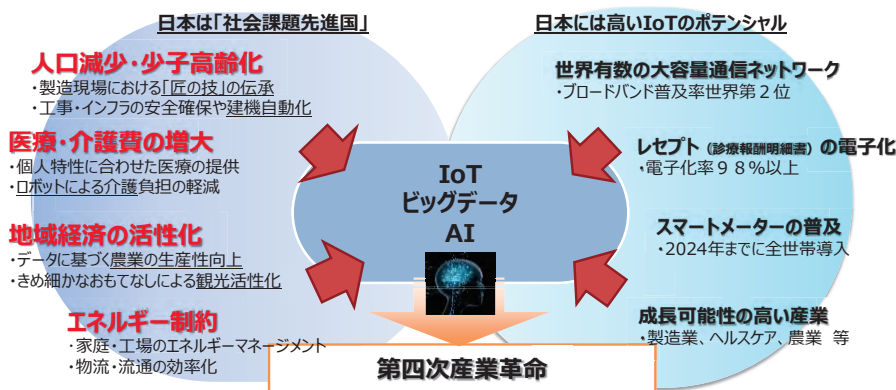 日本は「社会課題先進国」
人口減少・少子高齢化
・製造現場における「匠の技」の伝承
・工事・インフラの安全確保や建機自動化
医療・介護費の増大
・個人特性に合わせた医療の提供
・ロボットによる介護負担の軽減
地域経済の活性化
・データに基づく農業の生産性向上
・きめ細かなおもてなしによる観光活性化
エネルギー制約
・家庭・工場のエネルギーマネージメント
・物流・流通の効率化
IoT
ビッグデータ
AI
日本には高いIoTのポテンシャル
世界有数の大容量通信ネットワーク
・ブロードバンド普及率世界第２位
レセプト（診療報酬明細書）の電子化
・電子化率９８％以上
スマートメーターの普及
・2024年までに全世帯導入
成長可能性の高い産業
・製造業、ヘルスケア、農業 等
第四次産業革命